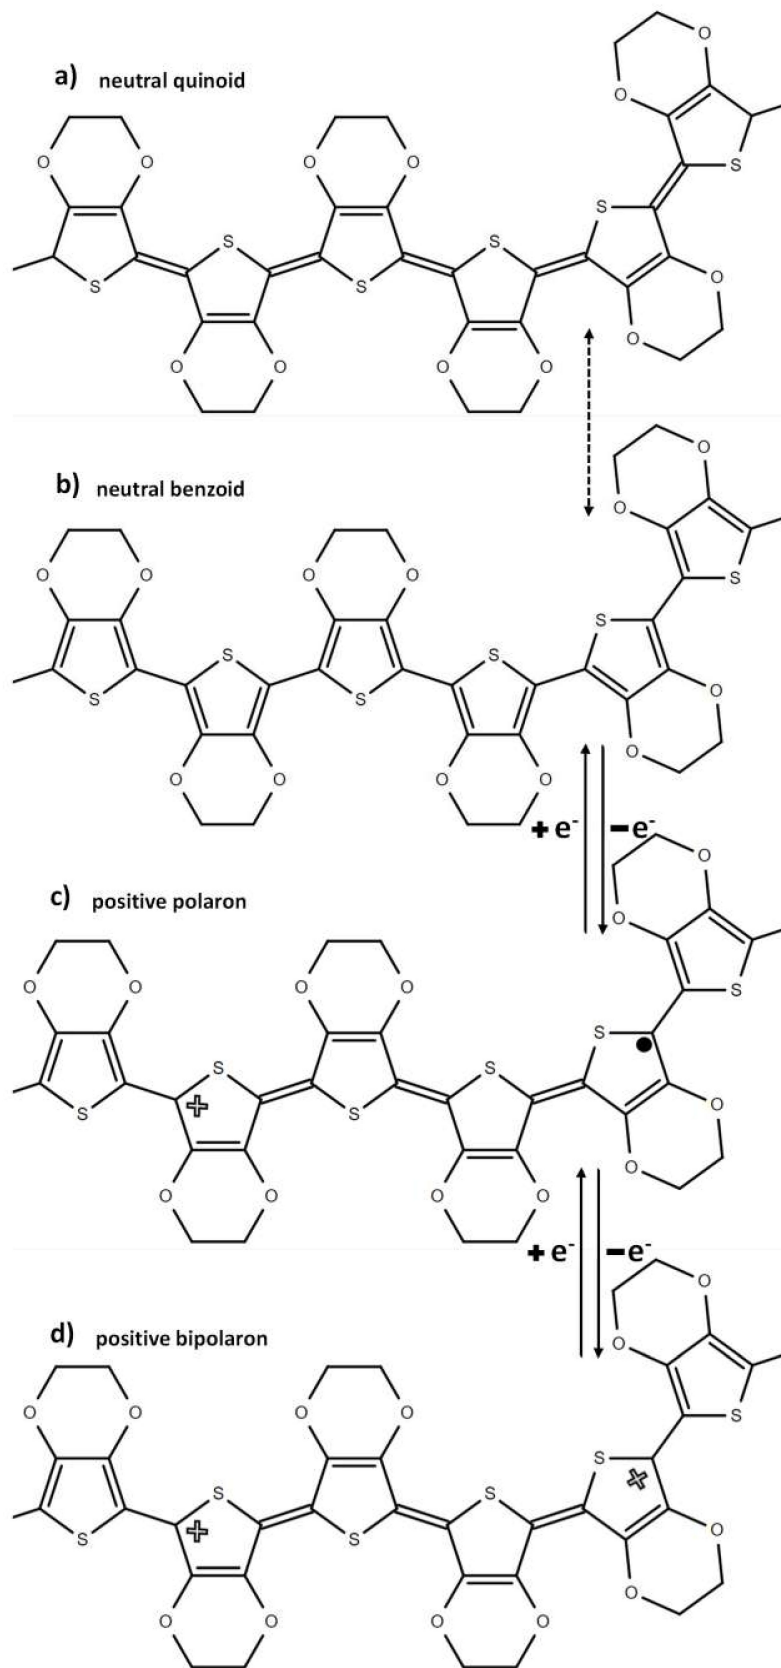 a) neutral quinoid
O
O
O O O O
S S S
S S S
O O O O O
O
b) neutral benzoid
O
O
O O O O
S S S
S S S
O O O O O
O
+ e- – e-
c) positive polaron
O
O
O O O O
S S
S S S
S
O O O O O
O
+ e- – e-
d) positive bipolaron
O
O
O O O O
S S
S S S
S
O O O O O
O